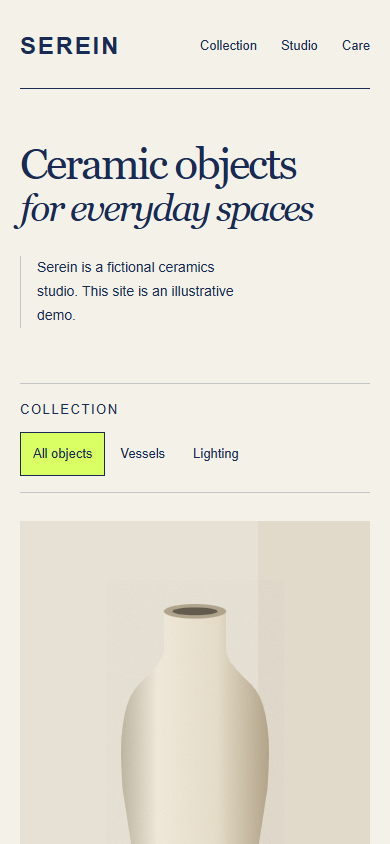 SEREIN
Collection Studio Care
Ceramic objects
for everyday spaces
Serein is a fictional ceramics
studio. This site is an illustrative
demo.
COLLECTION
All objects Vessels Lighting